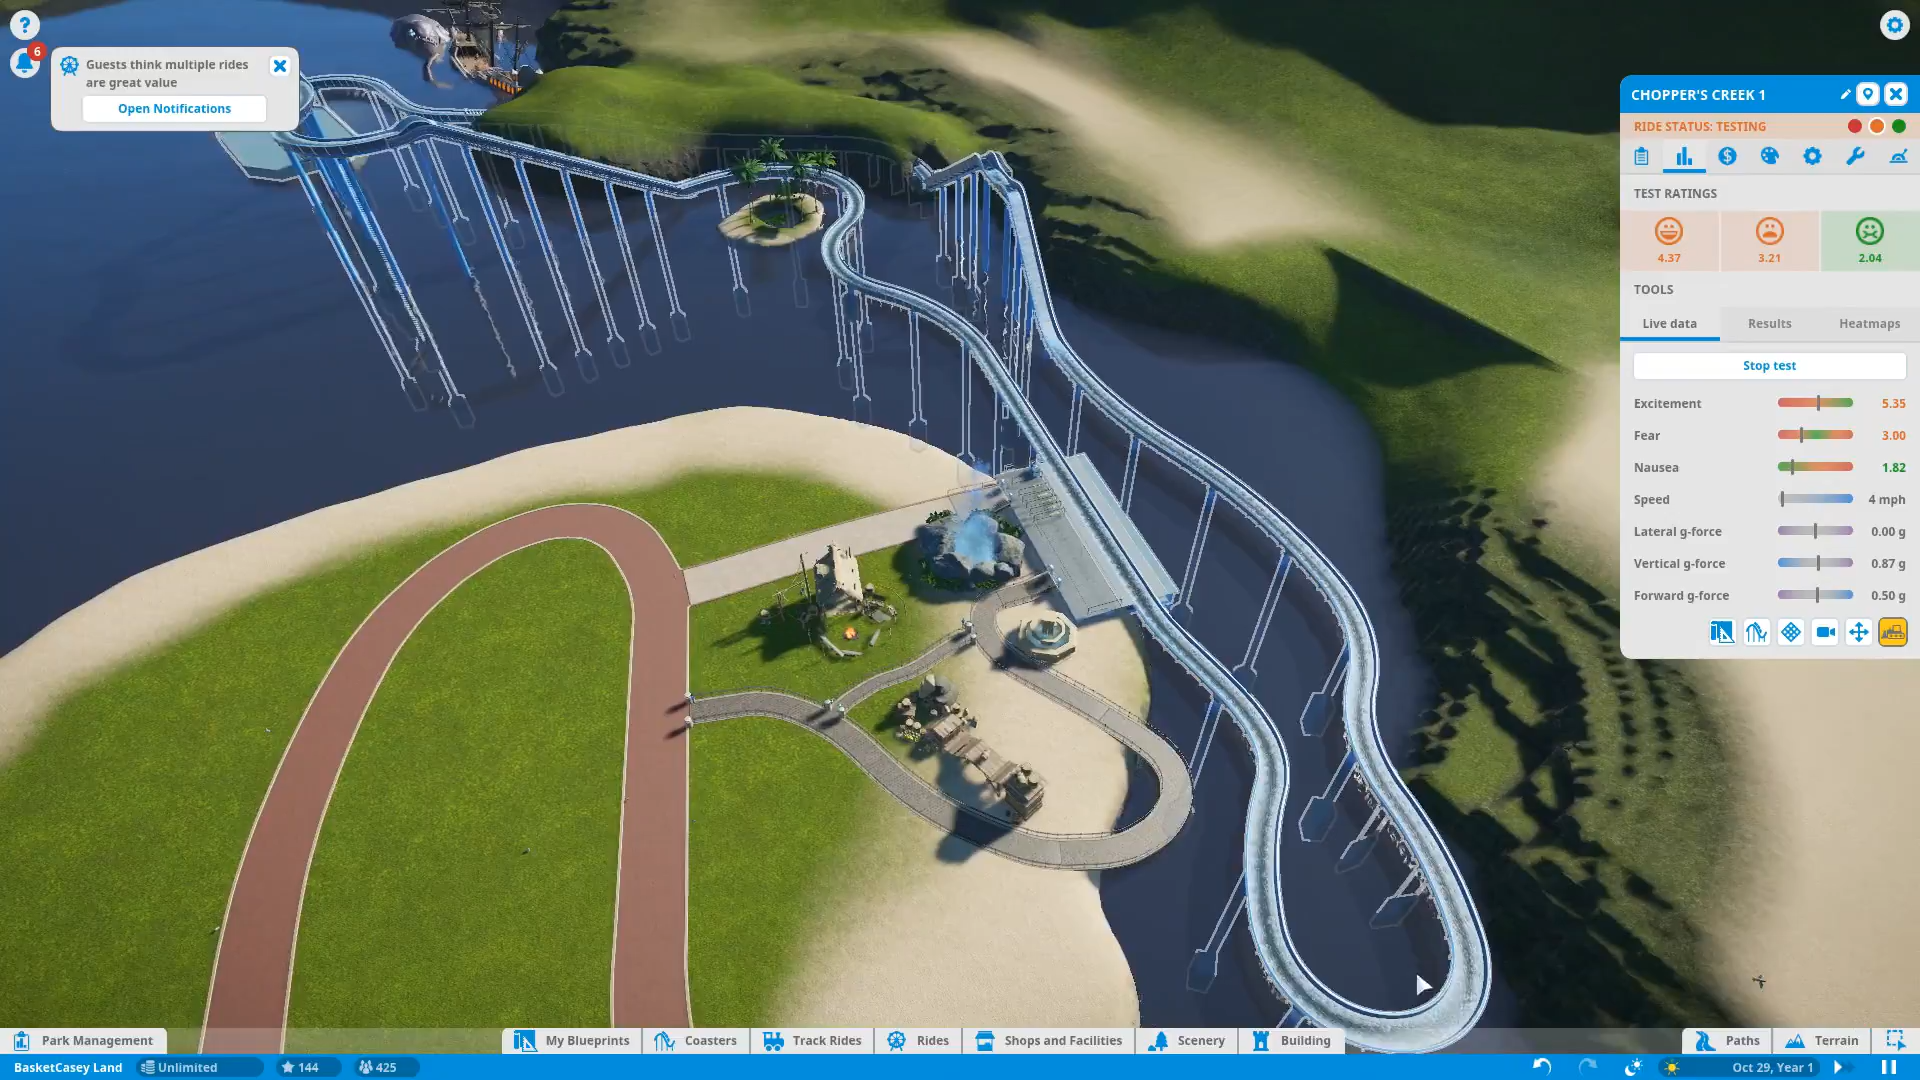 ?
6
Guests think multiple rides
are great value
Open Notifications
CHOPPER'S CREEK 1
RIDE STATUS: TESTING
TEST RATINGS
4.37 3.21 2.04
TOOLS
Live data Results Heatmaps
Stop test
Excitement 5.35
Fear 3.00
Nausea 1.82
Speed 4 mph
Lateral g-force 0.00 g
Vertical g-force 0.87 g
Forward g-force 0.50 g
Park Management My Blueprints Coasters Track Rides Rides Shops and Facilities Scenery Building Paths Terrain
BasketCasey Land Unlimited 144 425 Oct 29, Year 1